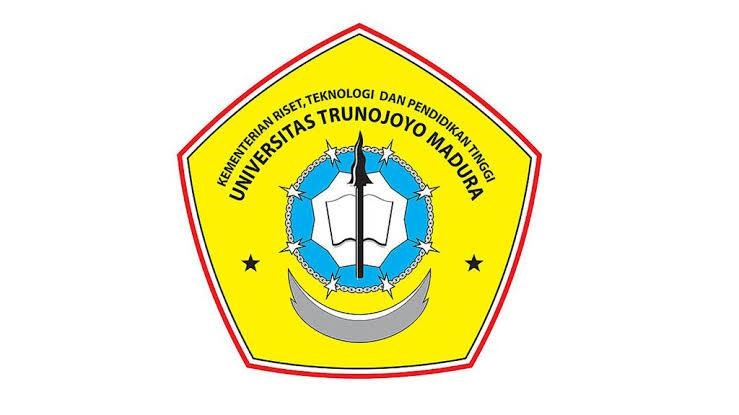 KEMENTERIAN RISET, TEKNOLOGI DAN PENDIDIKAN TINGGI
UNIVERSITAS TRUNOJOYO MADURA